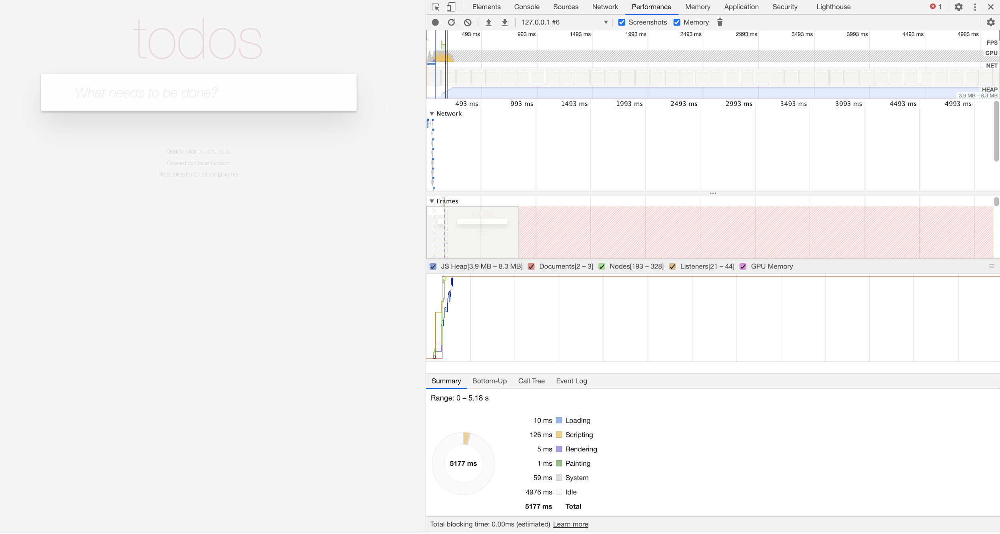 todos
What needs to be done?
Double-click to edit a todo
Created by Oscar Godson
Refactored by Christoph Burgmer
Elements Console Sources Network Performance Memory Application Security Lighthouse 1
127.0.0.1 #6 Screenshots Memory
493 ms 993 ms 1493 ms 1993 ms 2493 ms 2993 ms 3493 ms 3993 ms 4493 ms 4993 ms
FPS
CPU
NET
HEAP
3.9 MB – 8.3 MB
493 ms 993 ms 1493 ms 1993 ms 2493 ms 2993 ms 3493 ms 3993 ms 4493 ms 4993 ms
Network
Frames
todos
JS Heap[3.9 MB – 8.3 MB] Documents[2 – 3] Nodes[193 – 328] Listeners[21 – 44] GPU Memory
Summary Bottom-Up Call Tree Event Log
Range: 0 – 5.18 s
10 ms Loading
126 ms Scripting
5 ms Rendering
5177 ms
1 ms Painting
59 ms System
4976 ms Idle
5177 ms Total
Total blocking time: 0.00ms (estimated) Learn more